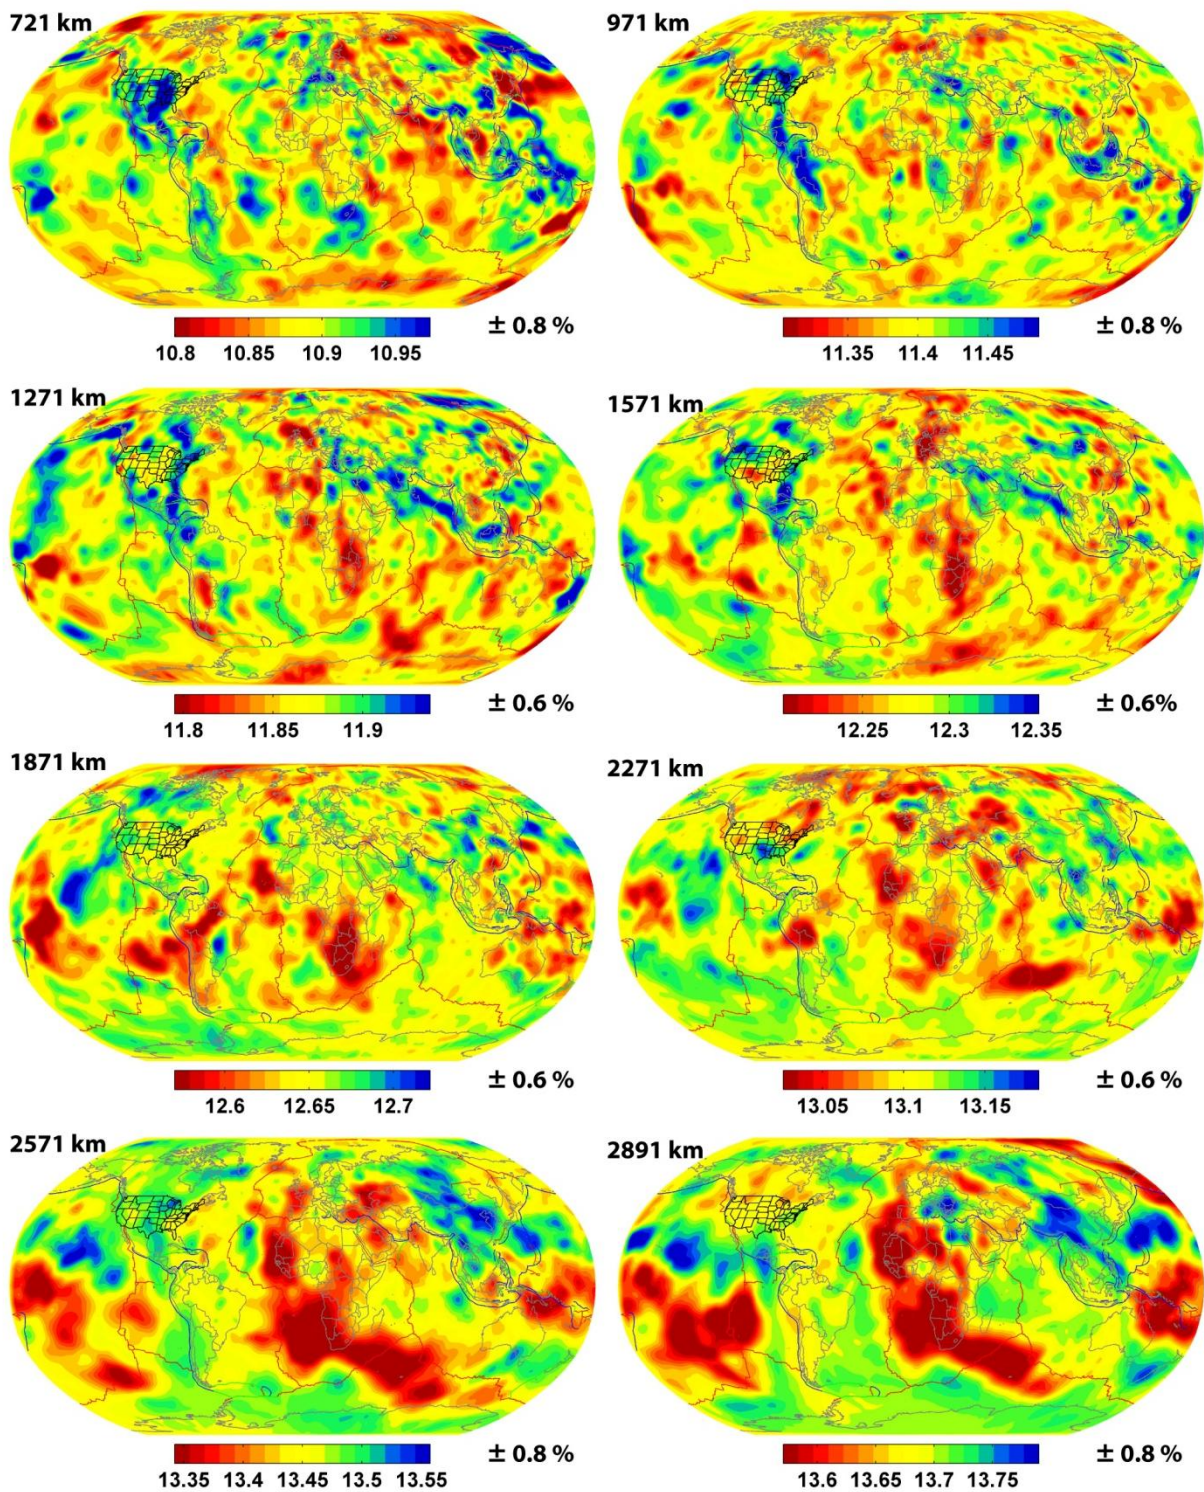 721 km
971 km
10.8 10.85 10.9 10.95 ± 0.8 %
11.35 11.4 11.45 ± 0.8 %
1271 km
1571 km
11.8 11.85 11.9 ± 0.6 %
12.25 12.3 12.35 ± 0.6%
1871 km
2271 km
12.6 12.65 12.7 ± 0.6 %
13.05 13.1 13.15 ± 0.6 %
2571 km
2891 km
13.35 13.4 13.45 13.5 13.55 ± 0.8 %
13.6 13.65 13.7 13.75 ± 0.8 %